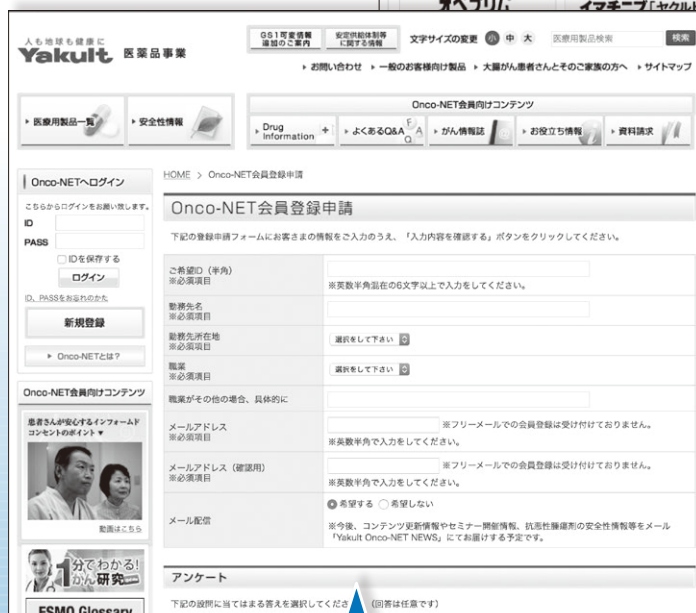 オペプリム
イマチニブ「ヤクル
人も地球も健康に
Yakult 医薬品事業
GS1可変情報
追加のご案内
安定供給体制等
に関する情報
文字サイズの変更 小 中 大
医療用製品検索 検索
お問い合わせ 一般のお客様向け製品 大腸がん患者さんとそのご家族の方へ サイトマップ
医療用製品一覧
安全性情報
Onco-NET会員向けコンテンツ
Drug
Information +
よくあるQ&A
F
A
Q
A
がん情報誌
お役立ち情報
資料請求
Onco-NETへログイン
こちらからログインをお願い致します。
ID
PASS
IDを保存する
ログイン
ID、PASSをお忘れのかた
新規登録
Onco-NETとは?
Onco-NET会員向けコンテンツ
患者さんが安心するインフォームド
コンセントのポイント▼
動画はこちら
1分でわかる!
がん研究
ESMO Glossary
HOME > Onco-NET会員登録申請
Onco-NET会員登録申請
下記の登録申請フォームにお客さまの情報をご入力のうえ、「入力内容を確認する」ボタンをクリックしてください。
ご希望ID(半角)
※必須項目
※英数半角混在の6文字以上で入力をしてください。
勤務先名
※必須項目
勤務先所在地
※必須項目
選択をして下さい
職業
※必須項目
選択をして下さい
職業がその他の場合、具体的に
メールアドレス
※必須項目
※フリーメールでの会員登録は受け付けておりません。
※英数半角で入力をしてください。
メールアドレス(確認用)
※必須項目
※フリーメールでの会員登録は受け付けておりません。
※英数半角で入力をしてください。
メール配信
希望する 希望しない
※今後、コンテンツ更新情報やセミナー開催情報、抗悪性腫瘍剤の安全性情報等をメール
「Yakult Onco-NET NEWS」にてお届けする予定です。
アンケート
下記の設問に当てはまる答えを選択してくださ (回答は任意です)